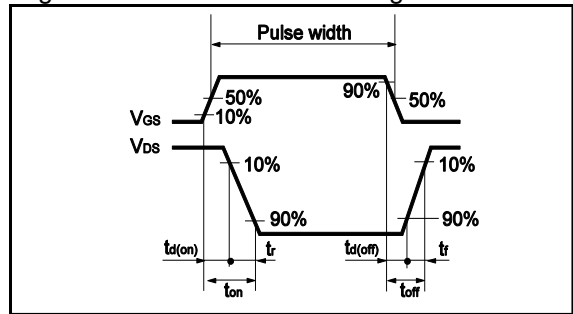 Pulse width
90%
50%
50%
10%
VGS
VDS
10%
10%
90%
90%
td(on)
tr
td(off)
tf
ton
toff